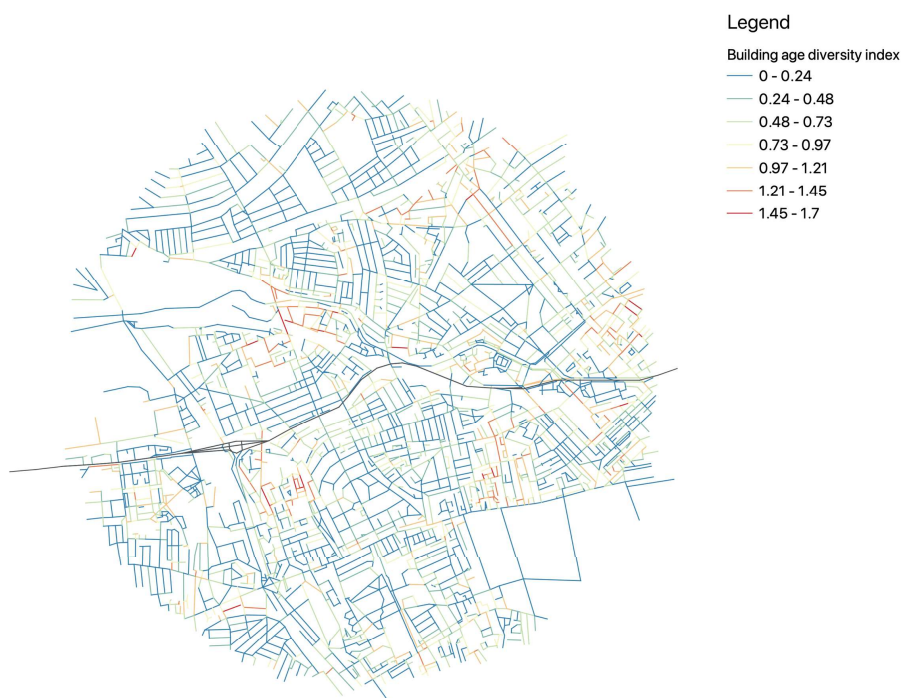 Legend
Building age diversity index
0 - 0.24
0.24 - 0.48
0.48 - 0.73
0.73 - 0.97
0.97 - 1.21
1.21 - 1.45
1.45 - 1.7